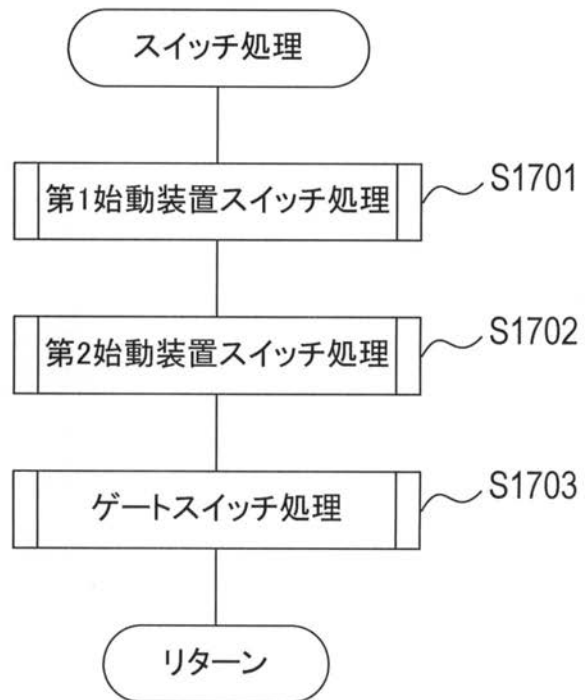 スイッチ処理
第1始動装置スイッチ処理
S1701
第2始動装置スイッチ処理
S1702
ゲートスイッチ処理
S1703
リターン